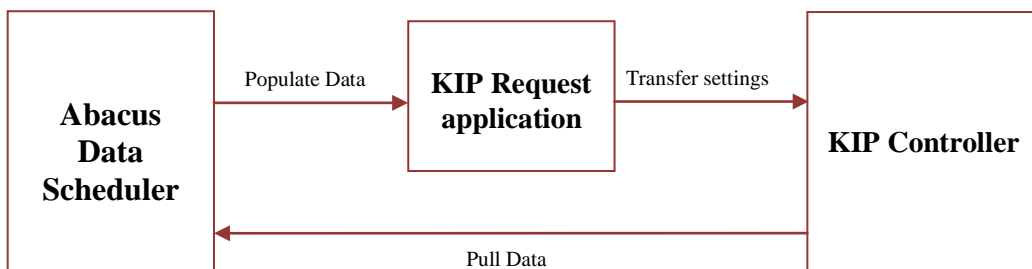 Populate Data
KIP Request
application
Transfer settings
Abacus
Data
Scheduler
KIP Controller
Pull Data